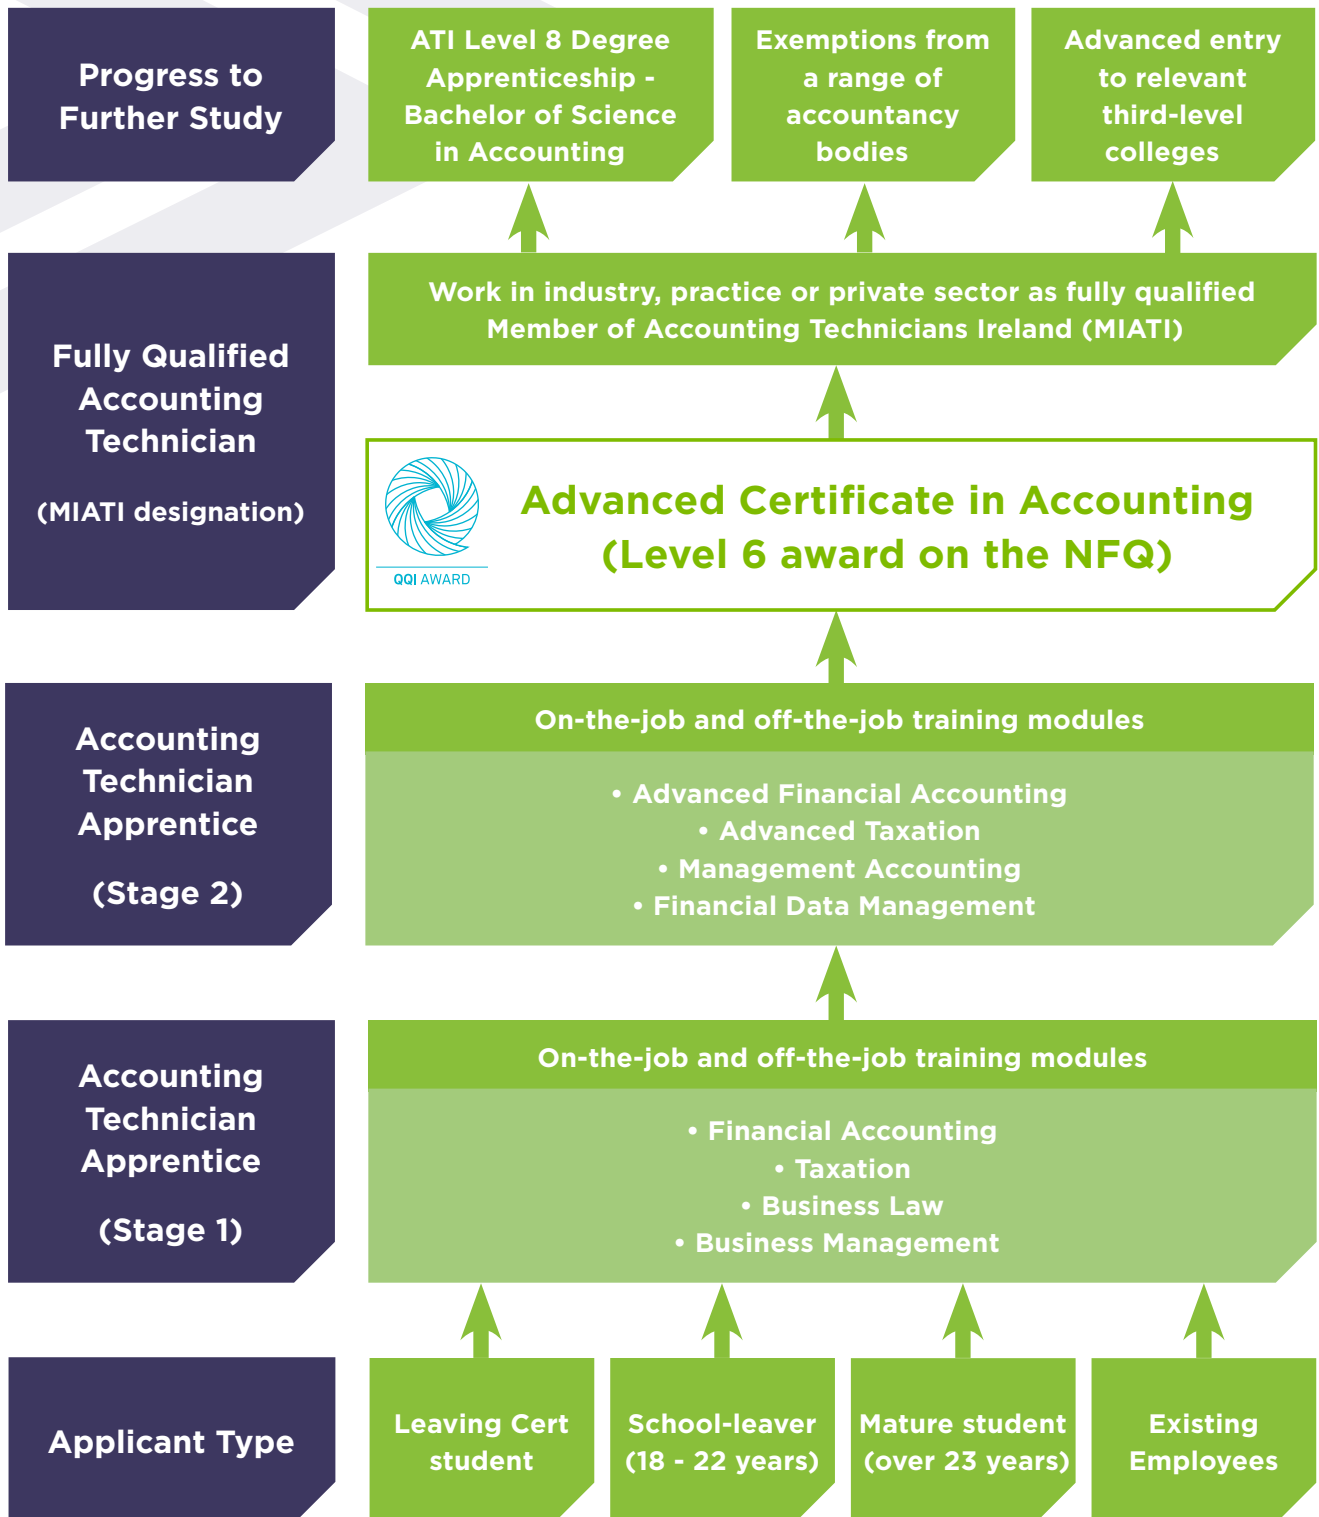 Progress to
Further Study
ATI Level 8 Degree
Apprenticeship -
Bachelor of Science
in Accounting
Exemptions from
a range of
accountancy
bodies
Advanced entry
to relevant
third-level
colleges
Fully Qualified
Accounting
Technician
(MIATI designation)
Work in industry, practice or private sector as fully qualified
Member of Accounting Technicians Ireland (MIATI)
QQI AWARD
Advanced Certificate in Accounting
(Level 6 award on the NFQ)
Accounting
Technician
Apprentice
(Stage 2)
On-the-job and off-the-job training modules
• Advanced Financial Accounting
• Advanced Taxation
• Management Accounting
• Financial Data Management
Accounting
Technician
Apprentice
(Stage 1)
On-the-job and off-the-job training modules
• Financial Accounting
• Taxation
• Business Law
• Business Management
Applicant Type
Leaving Cert
student
School-leaver
(18 - 22 years)
Mature student
(over 23 years)
Existing
Employees